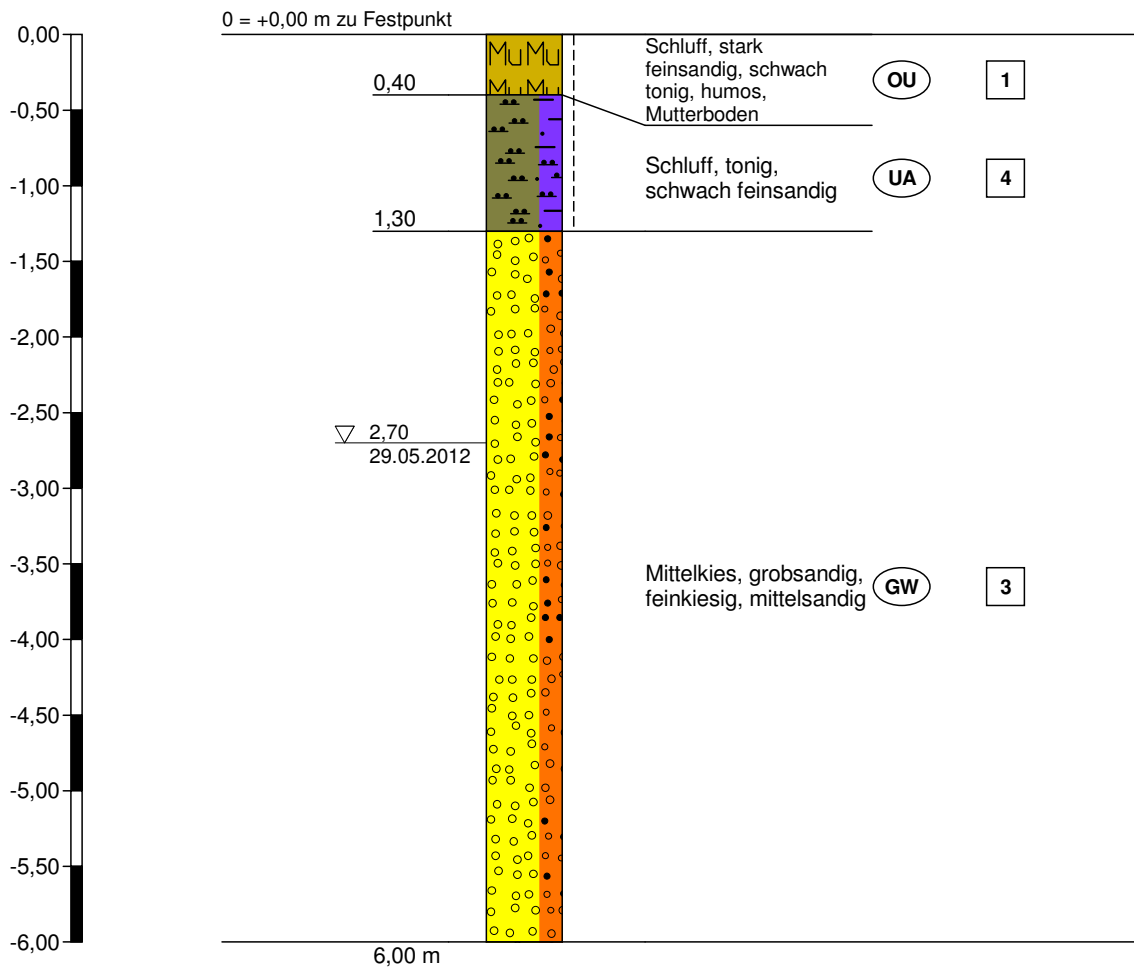 0 = +0,00 m zu Festpunkt
0,00
-0,50
-1,00
-1,50
-2,00
-2,50
-3,00
-3,50
-4,00
-4,50
-5,00
-5,50
-6,00
Mu Mu
Mu Mu
0,40
Schluff, stark
feinsandig, schwach
tonig, humos,
Mutterboden
OU
1
1,30
Schluff, tonig,
schwach feinsandig
UA
4
2,70
29.05.2012
Mittelkies, grobsandig,
feinkiesig, mittelsandig
GW
3
6,00 m